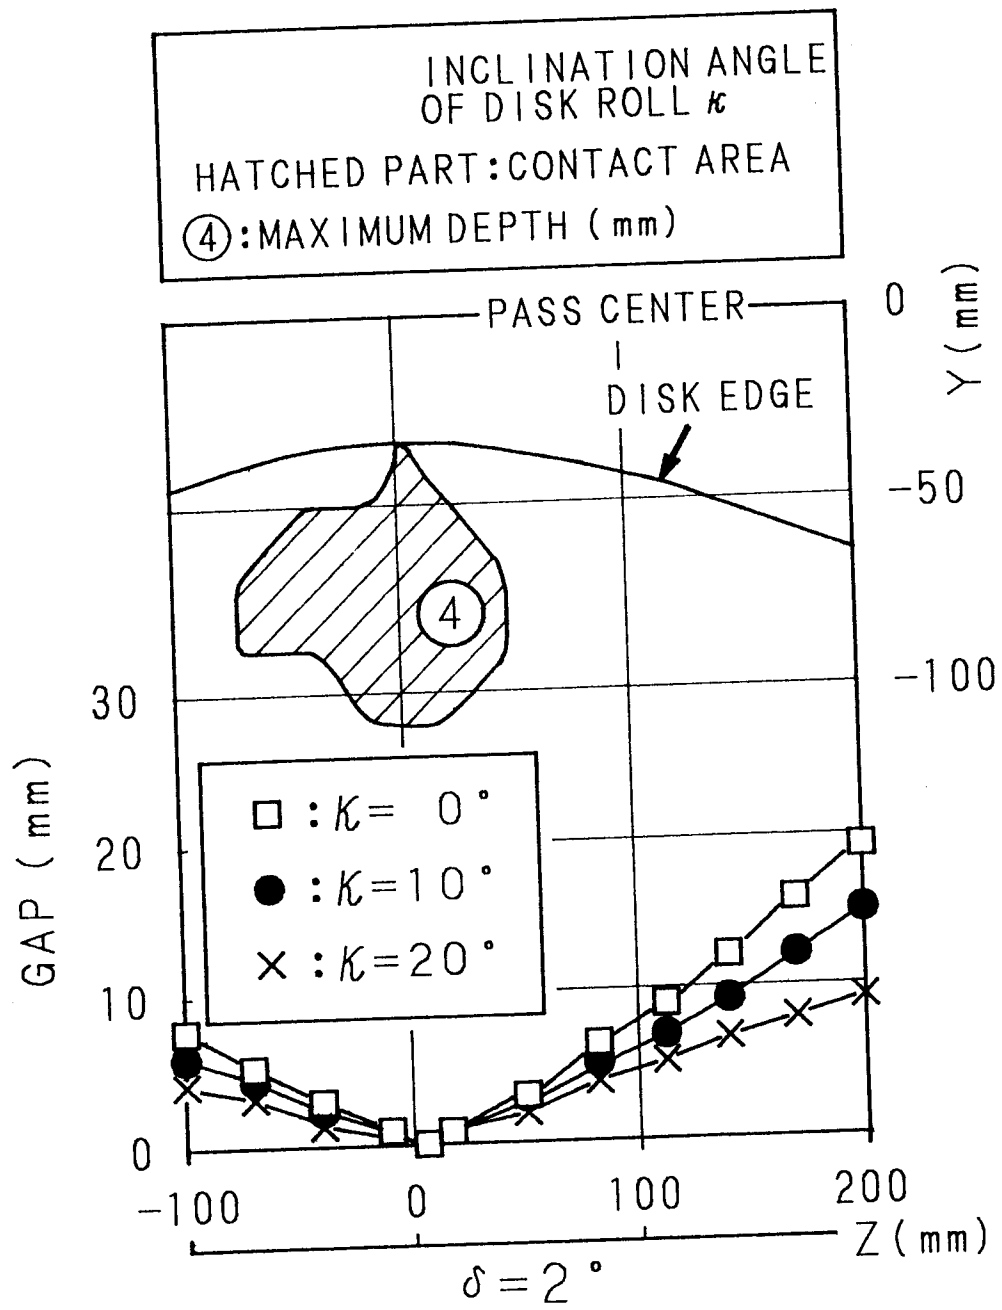 INCLINATION ANGLE
OF DISK ROLL κ
HATCHED PART:CONTACT AREA
④:MAXIMUM DEPTH (mm)
PASS CENTER
0
Y (mm)
DISK EDGE
-50
4
-100
30
20
10
0
GAP (mm)
□ : K= 0°
● : K=10°
× : K=20°
-100
0
100
200
Z (mm)
δ=2°